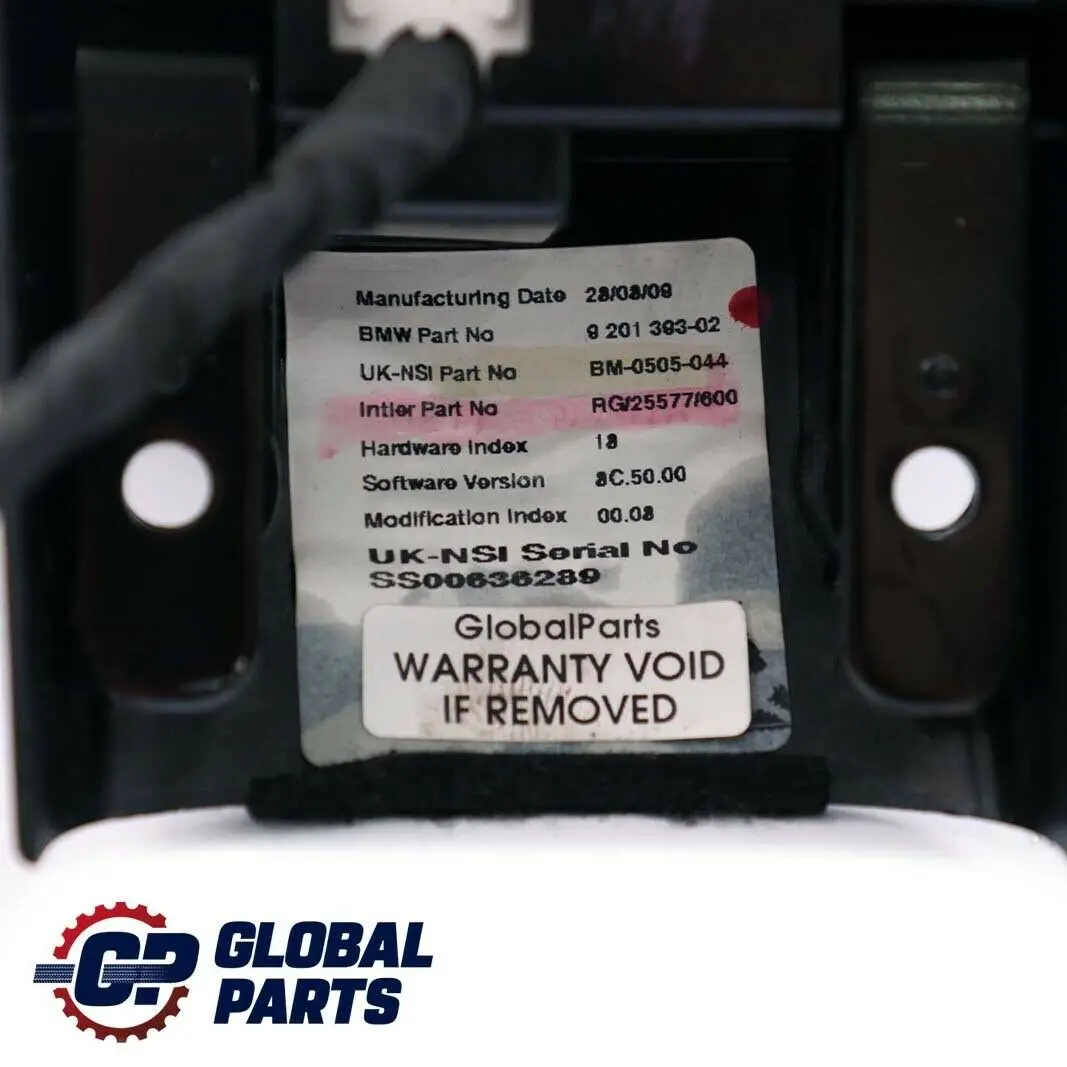 Manufacturing Date 28/08/09
BMW Part No 9 201 393-02
UK-NSI Part No BM-0505-044
Intier Part No RG/25577/600
Hardware Index 18
Software Version 8C.50.00
Modification Index 00.08
UK-NSI Serial No
SS00636289
GlobalParts
WARRANTY VOID
IF REMOVED
GP GLOBAL
PARTS